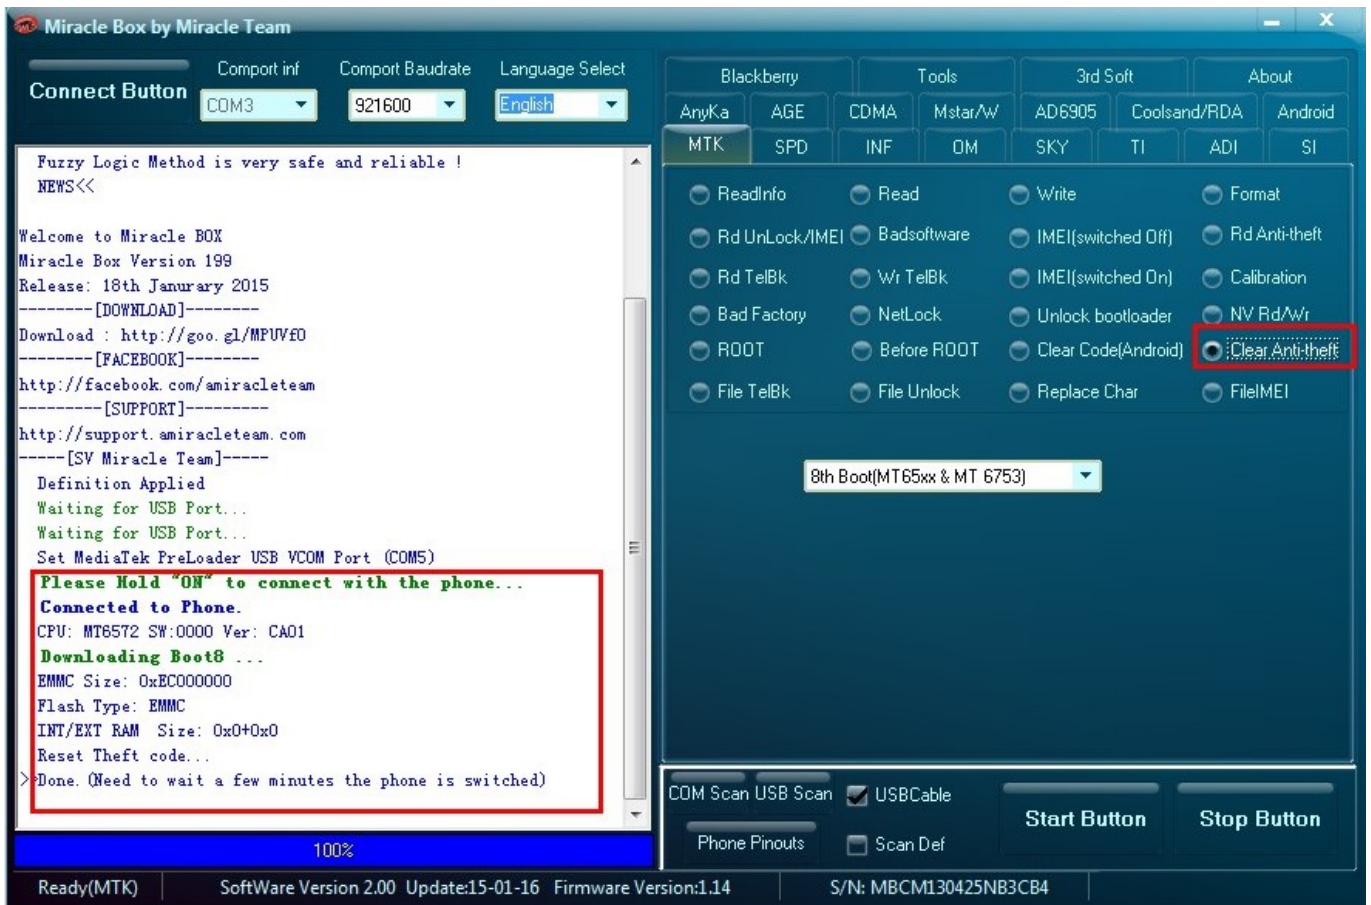 Miracle Box by Miracle Team
Connect Button
Comport inf
Comport Baudrate
Language Select
COM3
921600
English
Fuzzy Logic Method is very safe and reliable !
NEWS<<
Welcome to Miracle BOX
Miracle Box Version 199
Release: 18th Janurary 2015
--------[DOWNLOAD]--------
Download : http://goo.gl/MPUVfO
--------[FACEBOOK]--------
http://facebook.com/amiracleteam
---------[SUPPORT]---------
http://support.amiracleteam.com
-----[SV Miracle Team]-----
Definition Applied
Waiting for USB Port...
Waiting for USB Port...
Set MediaTek PreLoader USB VCOM Port (COM5)
Please Hold "ON" to connect with the phone...
Connected to Phone.
CPU: MT6572 SW:0000 Ver: CA01
Downloading Boot8 ...
EMMC Size: 0xEC000000
Flash Type: EMMC
INT/EXT RAM Size: 0x0+0x0
Reset Theft code...
>>Done.(Need to wait a few minutes the phone is switched)
100%
Blackberry Tools 3rd Soft About
AnyKa AGE CDMA Mstar/W AD6905 Coolsand/RDA Android
MTK SPD INF OM SKY TI ADI SI
ReadInfo Read Write Format
Rd UnLock/IMEI Badsoftware IMEI(switched Off) Rd Anti-theft
Rd TelBk Wr TelBk IMEI(switched On) Calibration
Bad Factory NetLock Unlock bootloader NV Rd/Wr
ROOT Before ROOT Clear Code(Android) Clear Anti-theft
File TelBk File Unlock Replace Char FileIMEI
8th Boot(MT65xx & MT 6753)
COM Scan USB Scan USBCable
Phone Pinouts Scan Def
Start Button Stop Button
Ready(MTK) SoftWare Version 2.00 Update:15-01-16 Firmware Version:1.14 S/N: MBCM130425NB3CB4